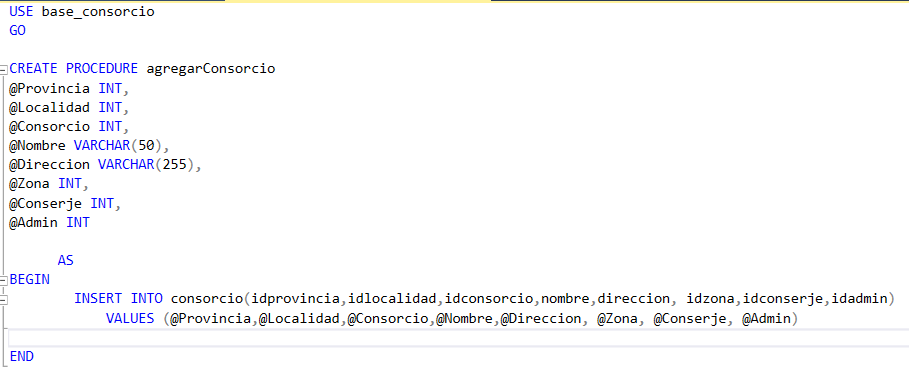 USE base_consorcio
GO
CREATE PROCEDURE agregarConsorcio
@Provincia INT,
@Localidad INT,
@Consorcio INT,
@Nombre VARCHAR(50),
@Direccion VARCHAR(255),
@Zona INT,
@Conserje INT,
@Admin INT
AS
BEGIN
INSERT INTO consorcio(idprovincia,idlocalidad,idconsorcio,nombre,direccion, idzona,idconserje,idadmin)
VALUES (@Provincia,@Localidad,@Consorcio,@Nombre,@Direccion, @Zona, @Conserje, @Admin)
END